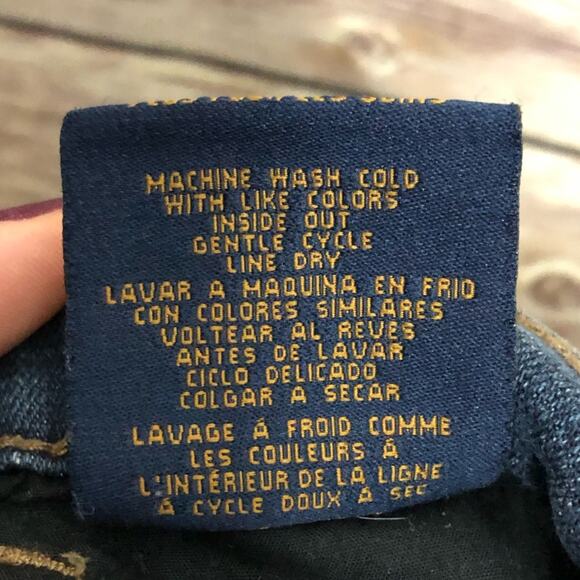 MACHINE WASH COLD
WITH LIKE COLORS
INSIDE OUT
GENTLE CYCLE
LINE DRY
LAVAR A MAQUINA EN FRIO
CON COLORES SIMILARES
VOLTEAR AL REVES
ANTES DE LAVAR
CICLO DELICADO
COLGAR A SECAR
LAVAGE Á FROID COMME
LES COULEURS Á
L'INTÉRIEUR DE LA LIGNE
Á CYCLE DOUX Á SEC